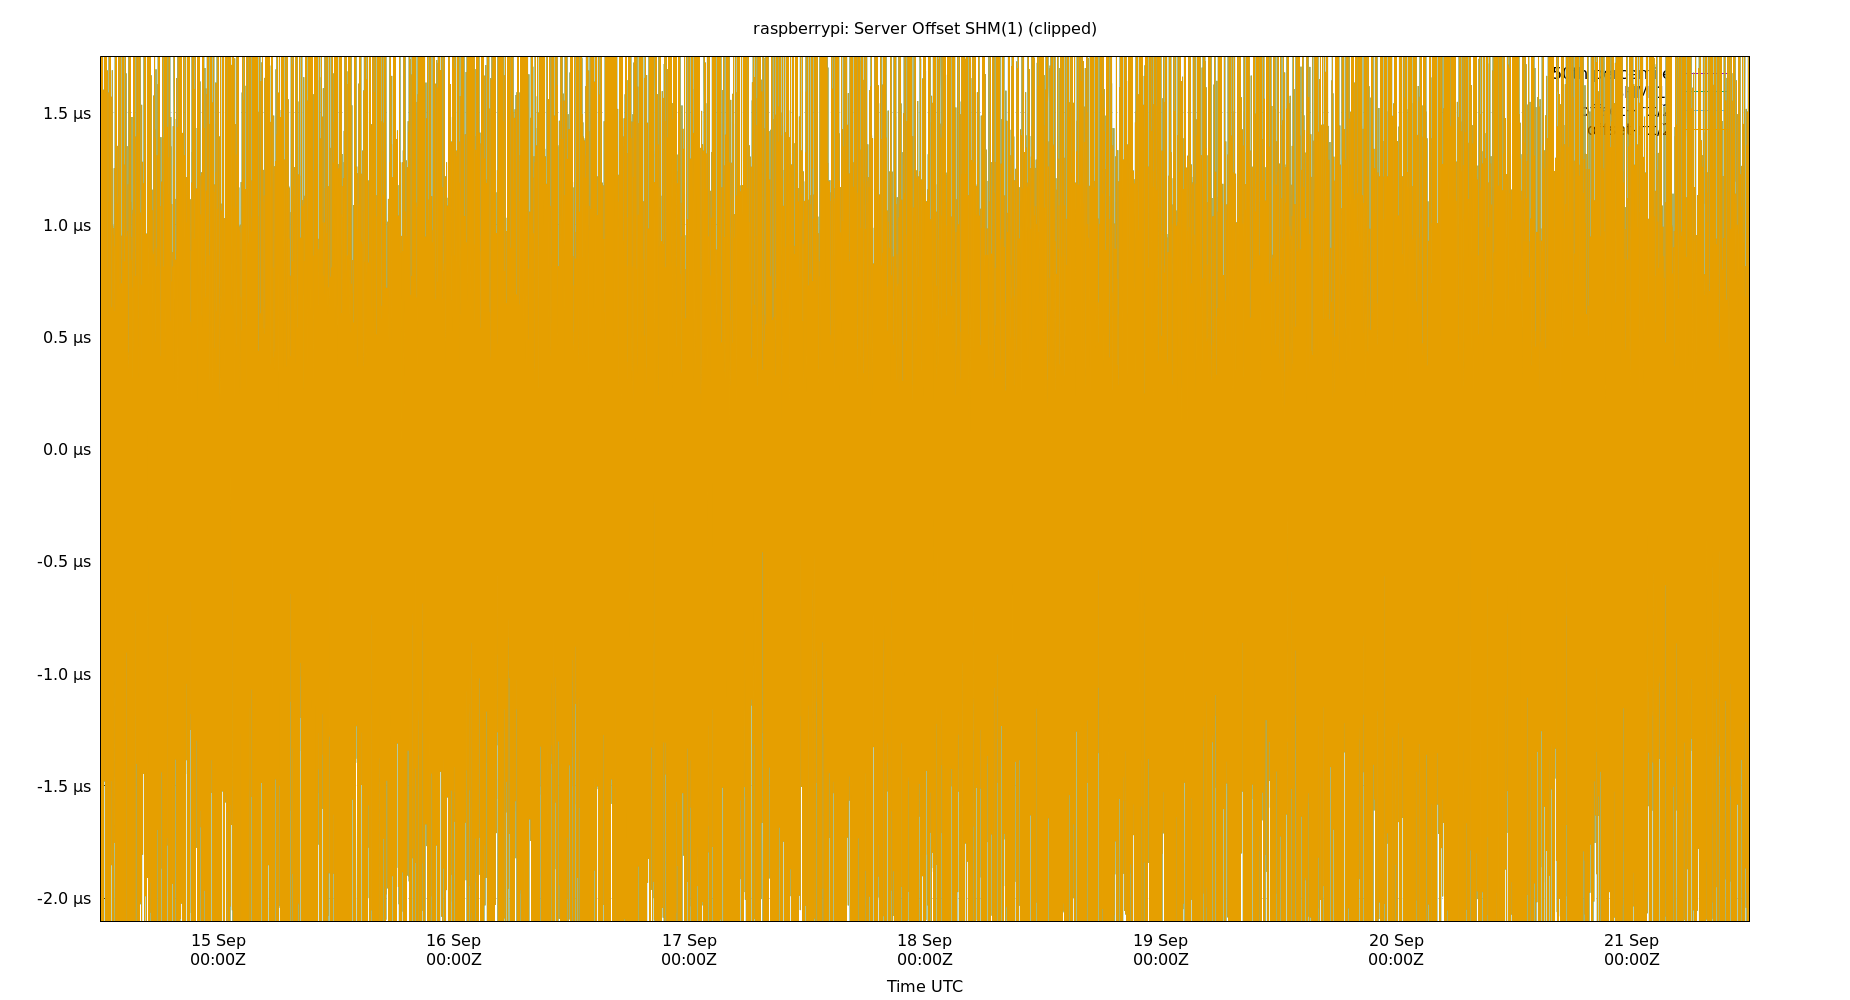 raspberrypi: Server Offset SHM(1) (clipped)
1.5 µs
1.0 µs
0.5 µs
0.0 µs
-0.5 µs
-1.0 µs
-1.5 µs
-2.0 µs
15 Sep 16 Sep 17 Sep 18 Sep 19 Sep 20 Sep 21 Sep
00:00Z 00:00Z 00:00Z 00:00Z 00:00Z 00:00Z 00:00Z
Time UTC